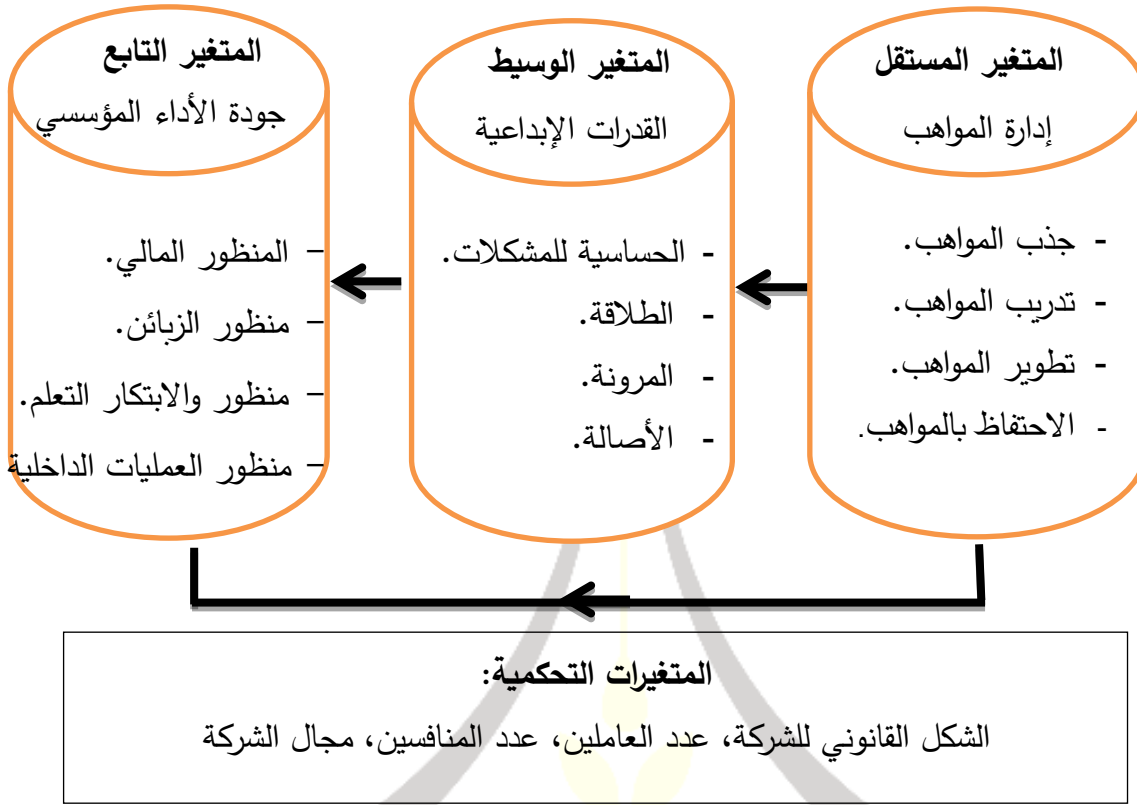 المتغير المستقل
إدارة المواهب
- جذب المواهب.
- تدريب المواهب.
- تطوير المواهب.
- الاحتفاظ بالمواهب.
المتغير الوسيط
القدرات الإبداعية
- الحساسية للمشكلات.
- الطلاقة.
- المرونة.
- الأصالة.
المتغير التابع
جودة الأداء المؤسسي
– المنظور المالي.
– منظور الزبائن.
– منظور والابتكار التعلم.
– منظور العمليات الداخلية
المتغيرات التحكمية:
الشكل القانوني للشركة، عدد العاملين، عدد المنافسين، مجال الشركة